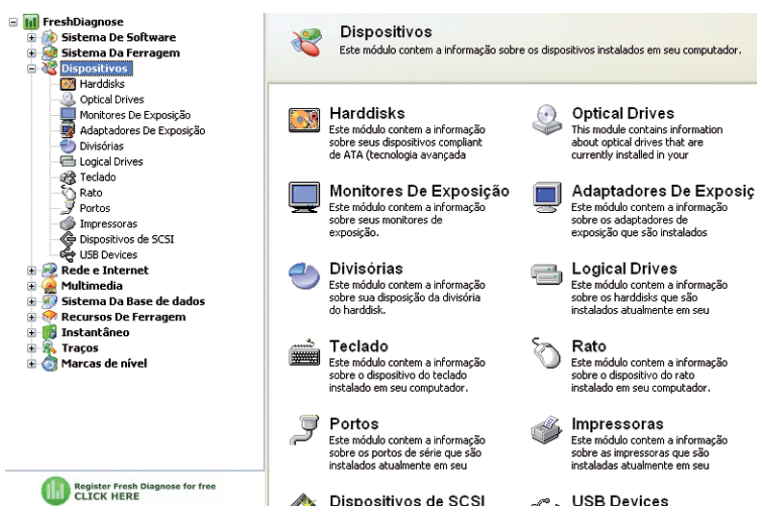 FreshDiagnose
Sistema De Software
Sistema Da Ferragem
Dispositivos
Harddisks
Optical Drives
Monitores De Exposição
Adaptadores De Exposição
Divisórias
Logical Drives
Teclado
Rato
Portos
Impressoras
Dispositivos de SCSI
USB Devices
Rede e Internet
Multimedia
Sistema Da Base de dados
Recursos De Ferragem
Instantâneo
Traços
Marcas de nível
Register Fresh Diagnose for free
CLICK HERE
Dispositivos
Este módulo contem a informação sobre os dispositivos instalados em seu computador.
Harddisks
Este módulo contem a informação
sobre seus dispositivos compliant
de ATA (tecnologia avançada
Optical Drives
This module contains information
about optical drives that are
currently installed in your
Monitores De Exposição
Este módulo contem a informação
sobre seus monitores de
exposição.
Adaptadores De Exposiç
Este módulo contem a informação
sobre os adaptadores de
exposição que são instalados
Divisórias
Este módulo contem a informação
sobre sua disposição da divisória
do harddisk.
Logical Drives
Este módulo contem a informação
sobre os harddisks que são
instalados atualmente em seu
Teclado
Este módulo contem a informação
sobre o dispositivo do teclado
instalado em seu computador.
Rato
Este módulo contem a informação
sobre o dispositivo do rato
instalado em seu computador.
Portos
Este módulo contem a informação
sobre os portos de série que são
instalados atualmente em seu
Impressoras
Este módulo contem a informação
sobre as impressoras que são
instaladas atualmente em seu
Dispositivos de SCSI
USB Devices